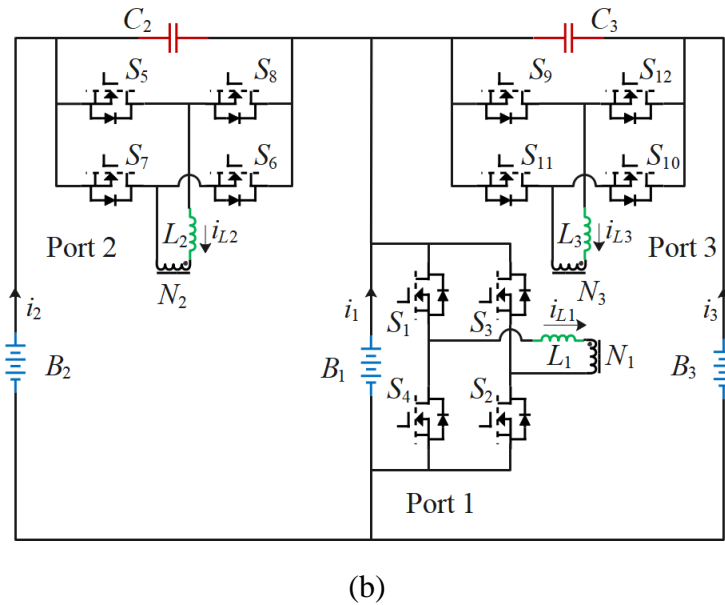 C2 C3
S5 S8 S9 S12
S7 S6 S11 S10
L2 iL2 L3 iL3
Port 2 Port 3
N2 N3
i2 i1 S1 S3 iL1 i3
B2 B1 L1 N1 B3
S4 S2
Port 1
(b)